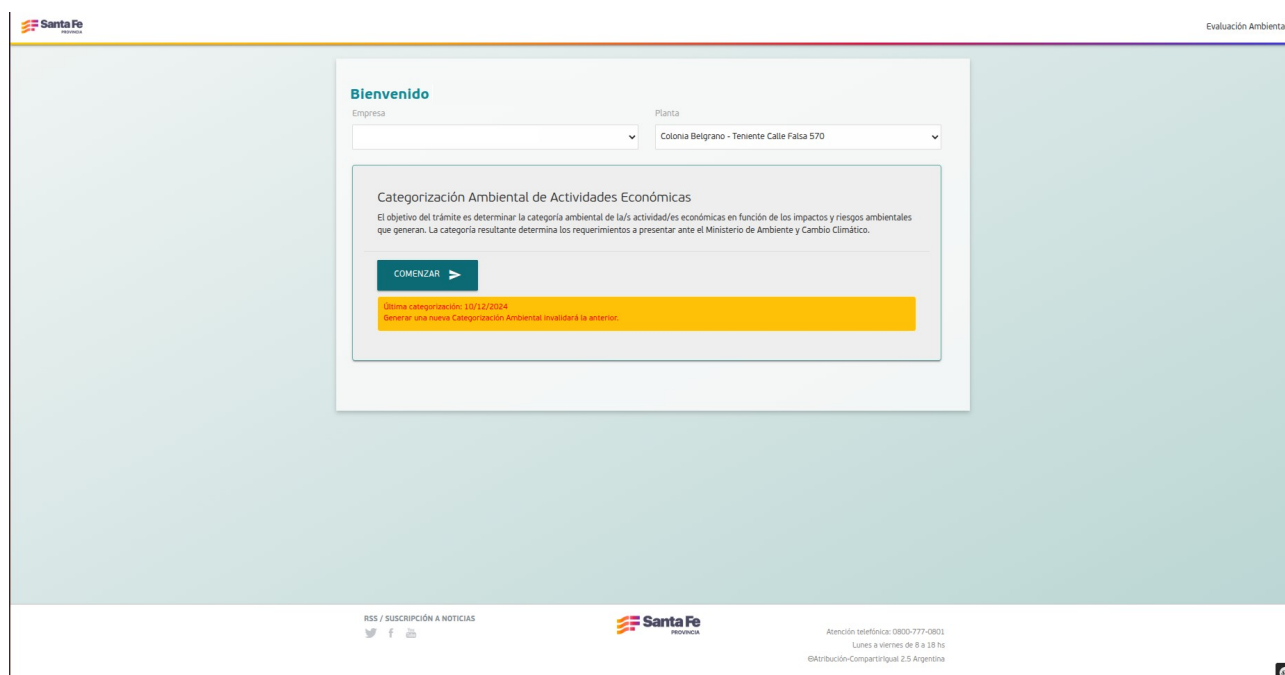 Santa Fe
PROVINCIA
Evaluación Ambienta
Bienvenido
Empresa
Planta
Colonia Belgrano - Teniente Calle Falsa 570
Categorización Ambiental de Actividades Económicas
El objetivo del trámite es determinar la categoría ambiental de la/s actividad/es económicas en función de los impactos y riesgos ambientales
que generan. La categoría resultante determina los requerimientos a presentar ante el Ministerio de Ambiente y Cambio Climático.
COMENZAR
Última categorización: 10/12/2024
Generar una nueva Categorización Ambiental invalidará la anterior.
RSS / SUSCRIPCIÓN A NOTICIAS
Santa Fe
PROVINCIA
Atención telefónica: 0800-777-0801
Lunes a viernes de 8 a 18 hs
©Atribución-CompartirIgual 2.5 Argentina